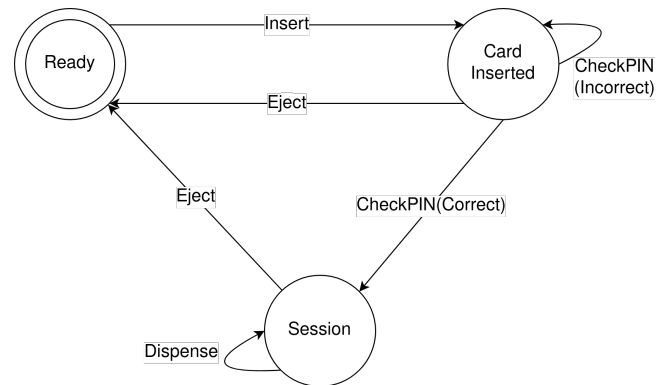 Insert
Ready
Card
Inserted
CheckPIN
(Incorrect)
Eject
Eject
CheckPIN(Correct)
Session
Dispense